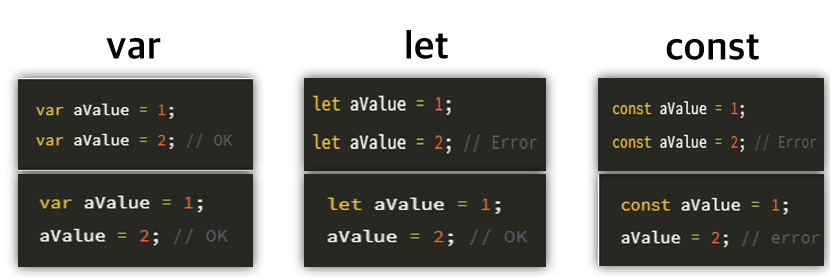 var
let
const
var aValue = 1;
var aValue = 2; // OK
let aValue = 1;
let aValue = 2; // Error
const aValue = 1;
const aValue = 2; // Error
var aValue = 1;
aValue = 2; // OK
let aValue = 1;
aValue = 2; // OK
const aValue = 1;
aValue = 2; // error